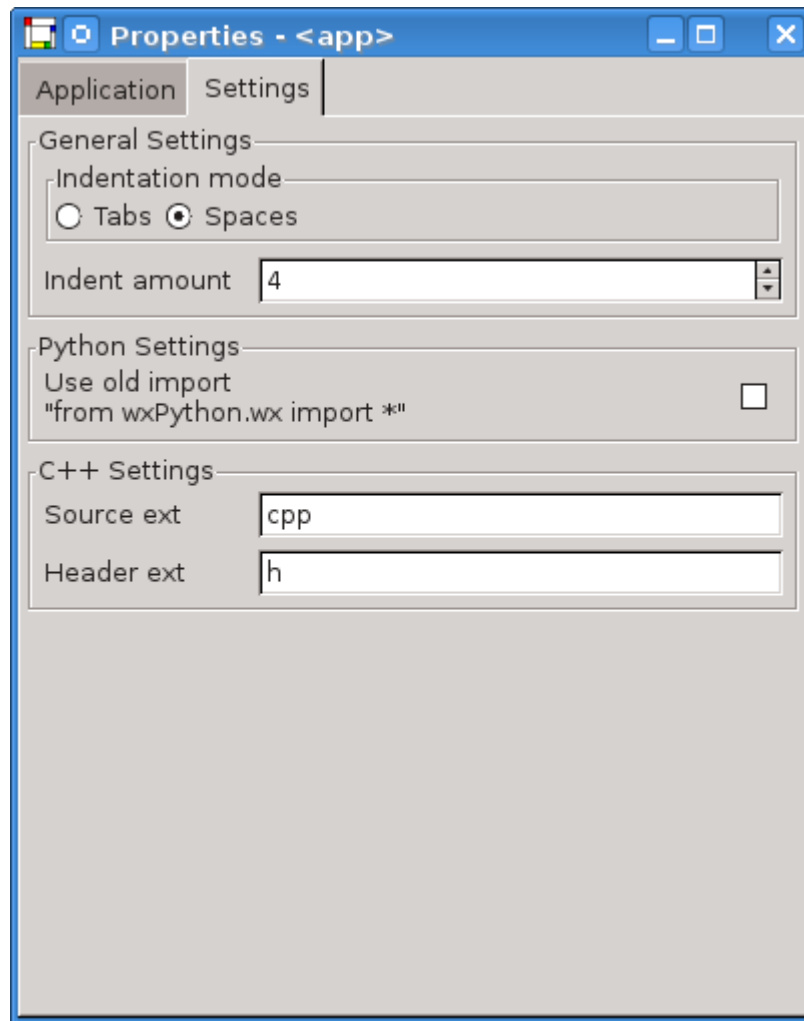 Properties - <app>
Application Settings
General Settings
Indentation mode
Tabs Spaces
Indent amount 4
Python Settings
Use old import
"from wxPython.wx import *"
C++ Settings
Source ext cpp
Header ext h